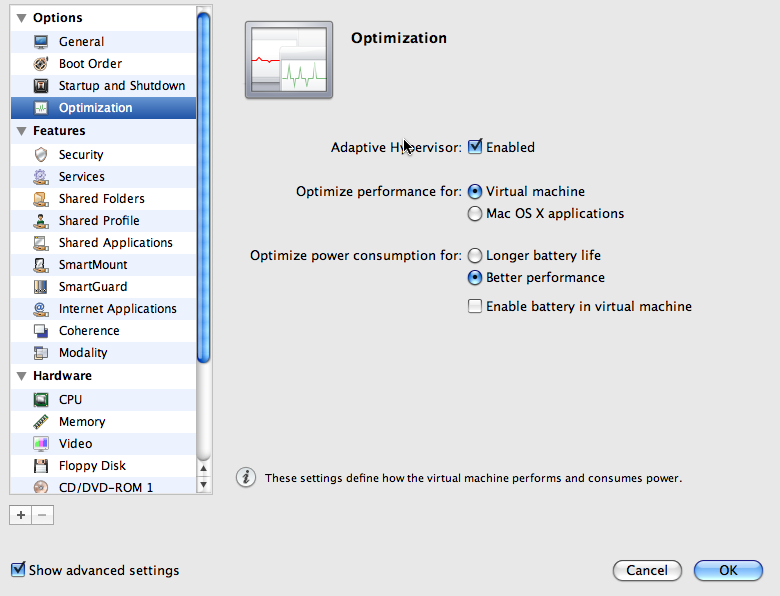 Options
General
Boot Order
Startup and Shutdown
Optimization
Features
Security
Services
Shared Folders
Shared Profile
Shared Applications
SmartMount
SmartGuard
Internet Applications
Coherence
Modality
Hardware
CPU
Memory
Video
Floppy Disk
CD/DVD-ROM 1
+ −
Show advanced settings
Optimization
Adaptive Hypervisor: Enabled
Optimize performance for: Virtual machine
Mac OS X applications
Optimize power consumption for: Longer battery life
Better performance
Enable battery in virtual machine
i These settings define how the virtual machine performs and consumes power.
Cancel OK